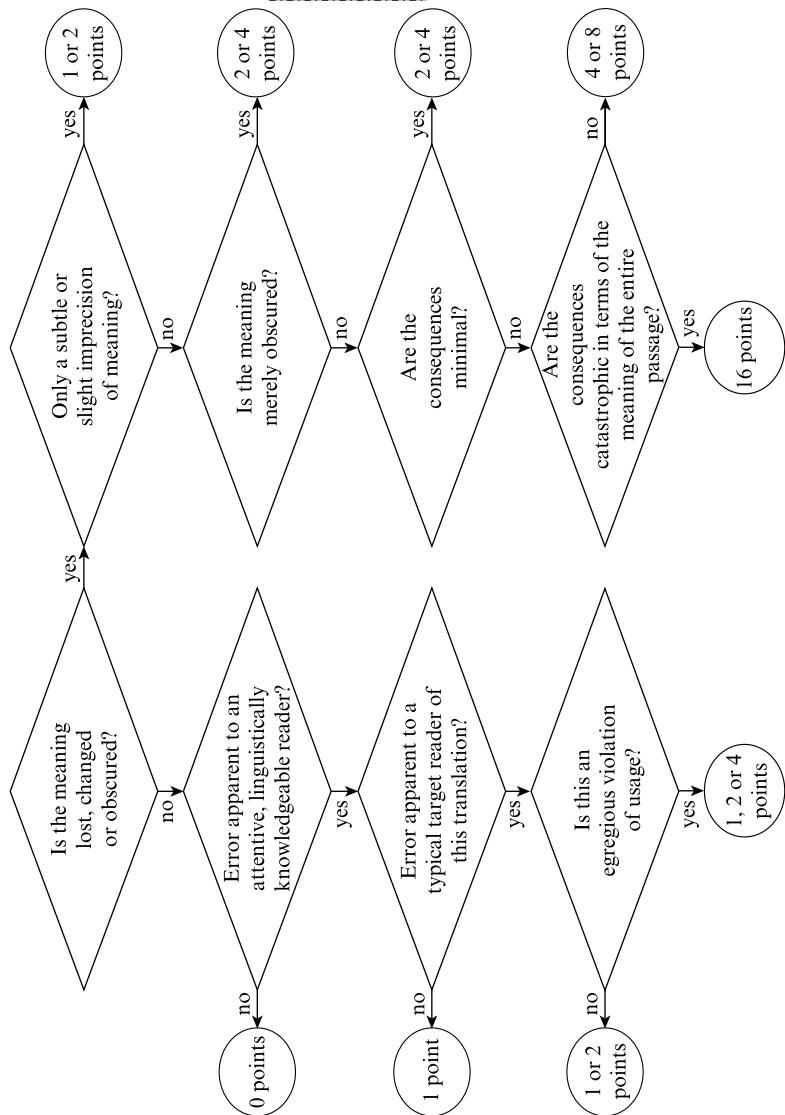 Is the meaning
lost, changed
or obscured?
yes
no
Only a subtle or
slight imprecision
of meaning?
yes
1 or 2
points
no
Error apparent to an
attentive, linguistically
knowledgeable reader?
no
0 points
yes
Is the meaning
merely obscured?
yes
2 or 4
points
no
Error apparent to a
typical target reader of
this translation?
no
1 point
yes
Are the
consequences
minimal?
yes
2 or 4
points
no
Is this an
egregious violation
of usage?
no
1 or 2
points
yes
1, 2 or 4
points
Are the
consequences
catastrophic in terms of the
meaning of the entire
passage?
no
4 or 8
points
yes
16 points